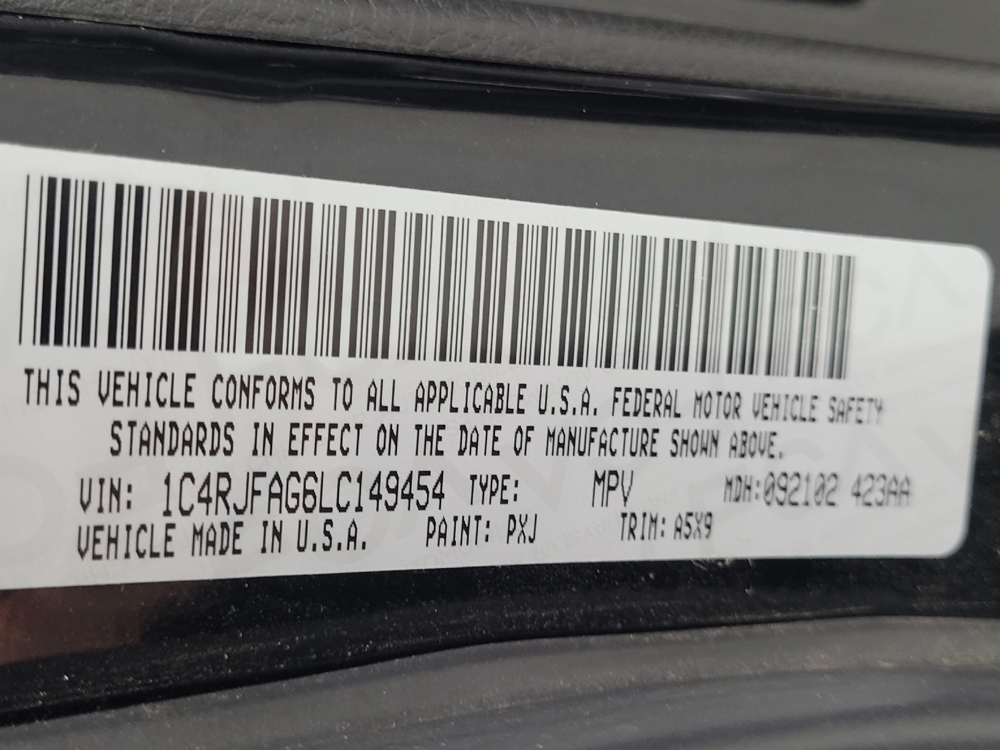 THIS VEHICLE CONFORMS TO ALL APPLICABLE U.S.A. FEDERAL MOTOR VEHICLE SAFETY
STANDARDS IN EFFECT ON THE DATE OF MANUFACTURE SHOWN ABOVE.
VIN: 1C4RJFAG6LC149454 TYPE: MPV MDH:092102 423AA
VEHICLE MADE IN U.S.A. PAINT: PXJ TRIM: A5X9